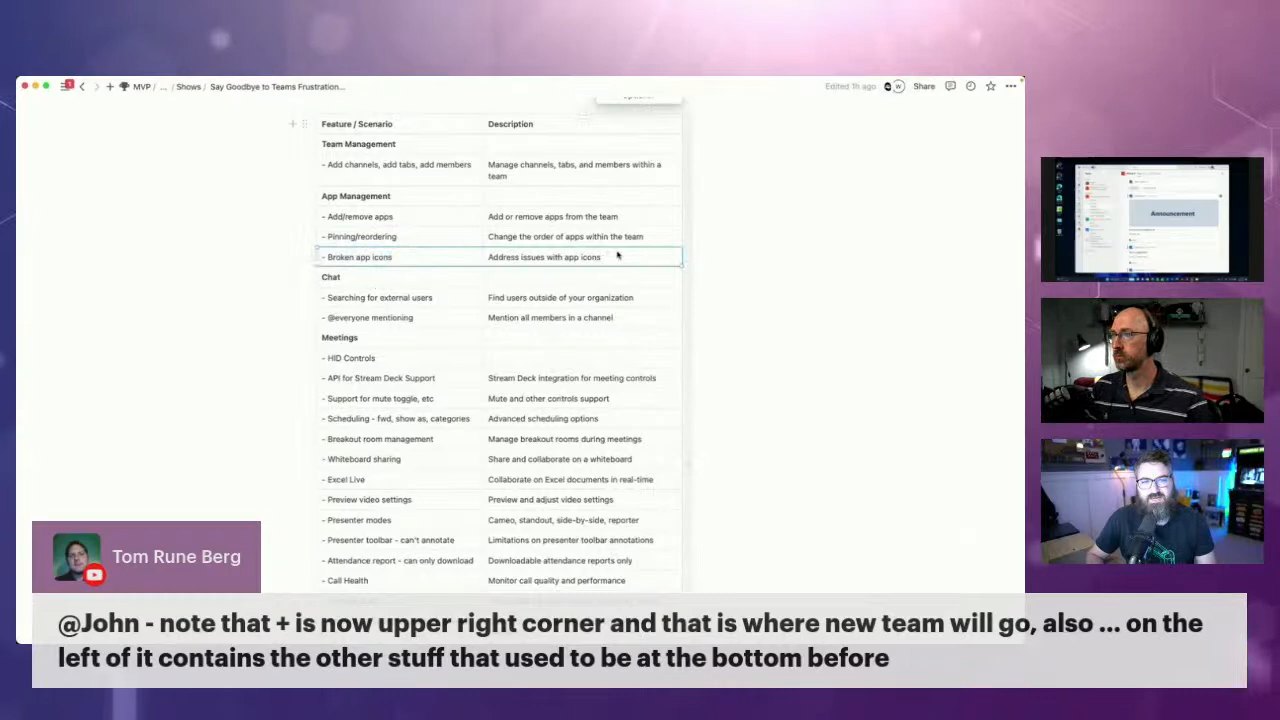 MVP / ... / Shows / Say Goodbye to Teams Frustration...
Edited 1h ago
W
Share
Feature / Scenario Description
Team Management
- Add channels, add tabs, add members Manage channels, tabs, and members within a
team
App Management
- Add/remove apps Add or remove apps from the team
- Pinning/reordering Change the order of apps within the team
- Broken app icons Address issues with app icons
Chat
- Searching for external users Find users outside of your organization
- @everyone mentioning Mention all members in a channel
Meetings
- HID Controls
- API for Stream Deck Support Stream Deck integration for meeting controls
- Support for mute toggle, etc Mute and other controls support
- Scheduling - fwd, show as, categories Advanced scheduling options
- Breakout room management Manage breakout rooms during meetings
- Whiteboard sharing Share and collaborate on a whiteboard
- Excel Live Collaborate on Excel documents in real-time
- Preview video settings Preview and adjust video settings
- Presenter modes Cameo, standout, side-by-side, reporter
- Presenter toolbar - can't annotate Limitations on presenter toolbar annotations
- Attendance report - can only download Downloadable attendance reports only
- Call Health Monitor call quality and performance
Announcement
Tom Rune Berg
@John - note that + is now upper right corner and that is where new team will go, also ... on the
left of it contains the other stuff that used to be at the bottom before